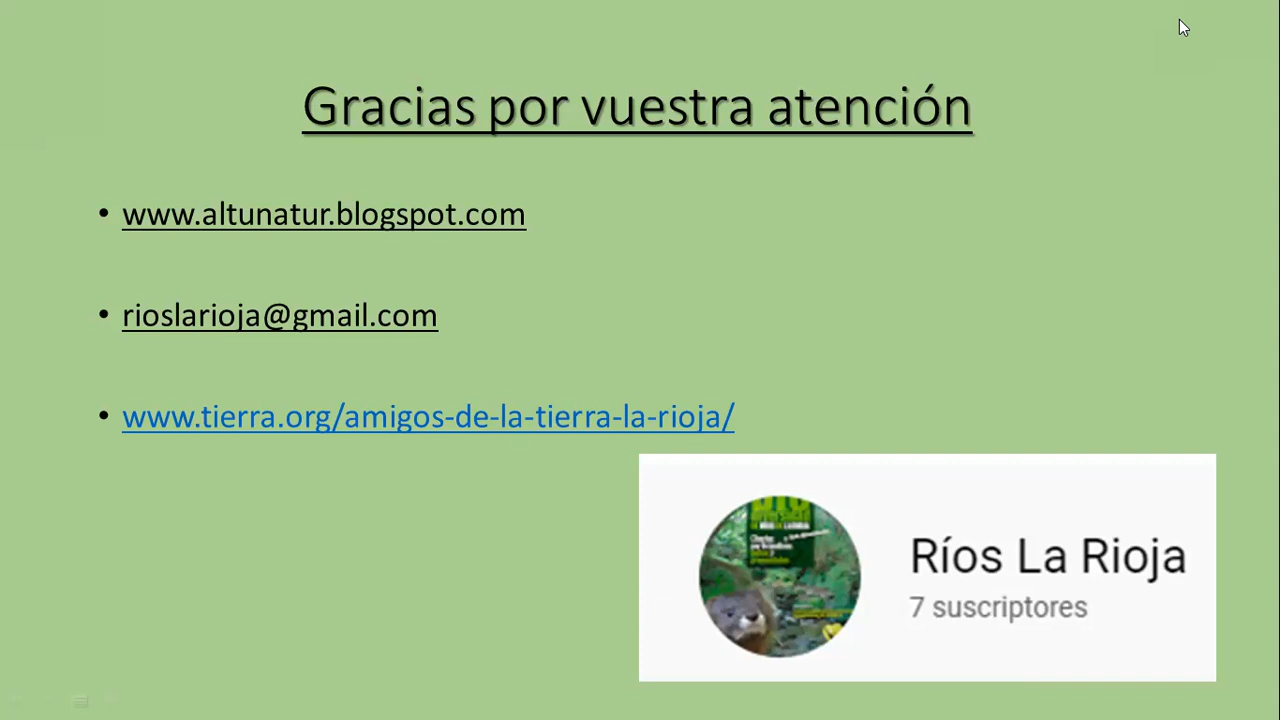 Gracias por vuestra atención
• www.altunatur.blogspot.com
• rioslarioja@gmail.com
• www.tierra.org/amigos-de-la-tierra-la-rioja/
Ríos La Rioja
7 suscriptores